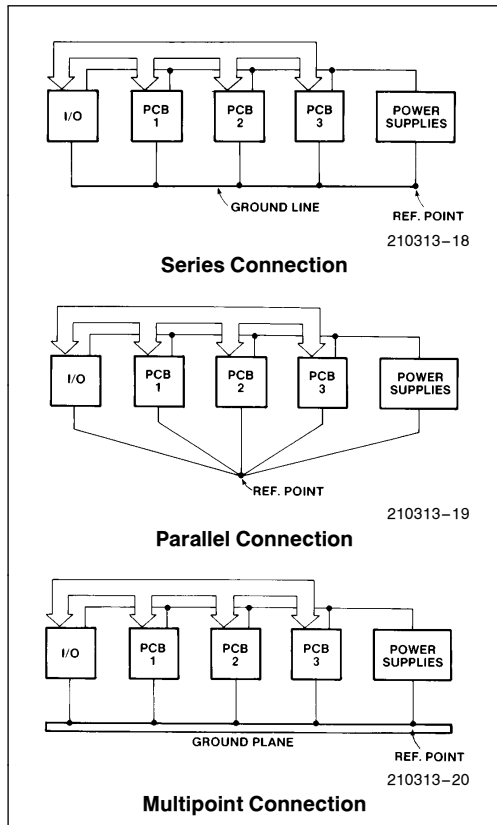 I/O
PCB
1
PCB
2
PCB
3
POWER
SUPPLIES
GROUND LINE
REF. POINT
210313–18
Series Connection
I/O
PCB
1
PCB
2
PCB
3
POWER
SUPPLIES
REF. POINT
210313–19
Parallel Connection
I/O
PCB
1
PCB
2
PCB
3
POWER
SUPPLIES
GROUND PLANE
REF. POINT
210313–20
Multipoint Connection